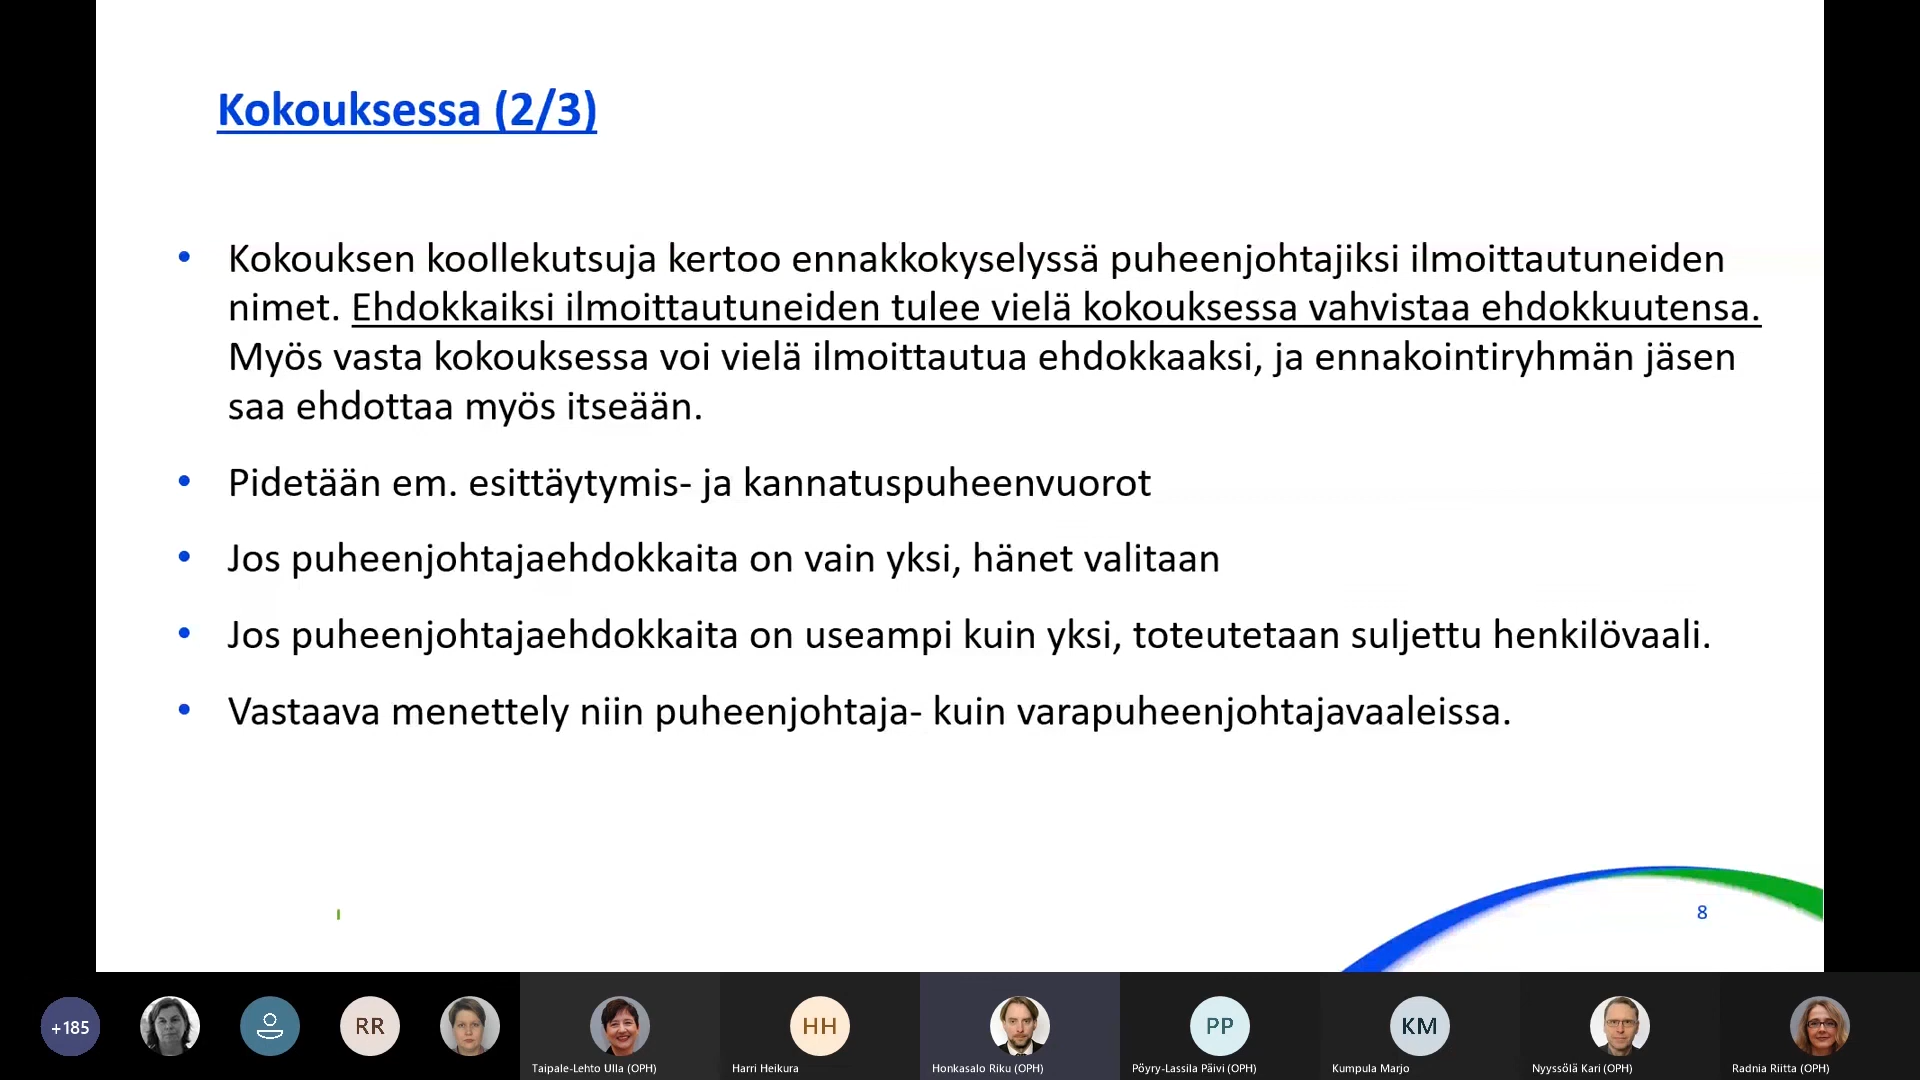 Kokouksessa (2/3)
• Kokouksen koollekutsuja kertoo ennakkokyselyssä puheenjohtajiksi ilmoittautuneiden
nimet. Ehdokkaiksi ilmoittautuneiden tulee vielä kokouksessa vahvistaa ehdokkuutensa.
Myös vasta kokouksessa voi vielä ilmoittautua ehdokkaaksi, ja ennakointiryhmän jäsen
saa ehdottaa myös itseään.
• Pidetään em. esittäytymis- ja kannatuspuheenvuorot
• Jos puheenjohtajaehdokkaita on vain yksi, hänet valitaan
• Jos puheenjohtajaehdokkaita on useampi kuin yksi, toteutetaan suljettu henkilövaali.
• Vastaava menettely niin puheenjohtaja- kuin varapuheenjohtajavaaleissa.
8
+185
RR
HH
PP
KM
Taipale-Lehto Ulla (OPH)
Harri Heikura
Honkasalo Riku (OPH)
Pöyry-Lassila Päivi (OPH)
Kumpula Marjo
Nyyssölä Kari (OPH)
Radnia Riitta (OPH)